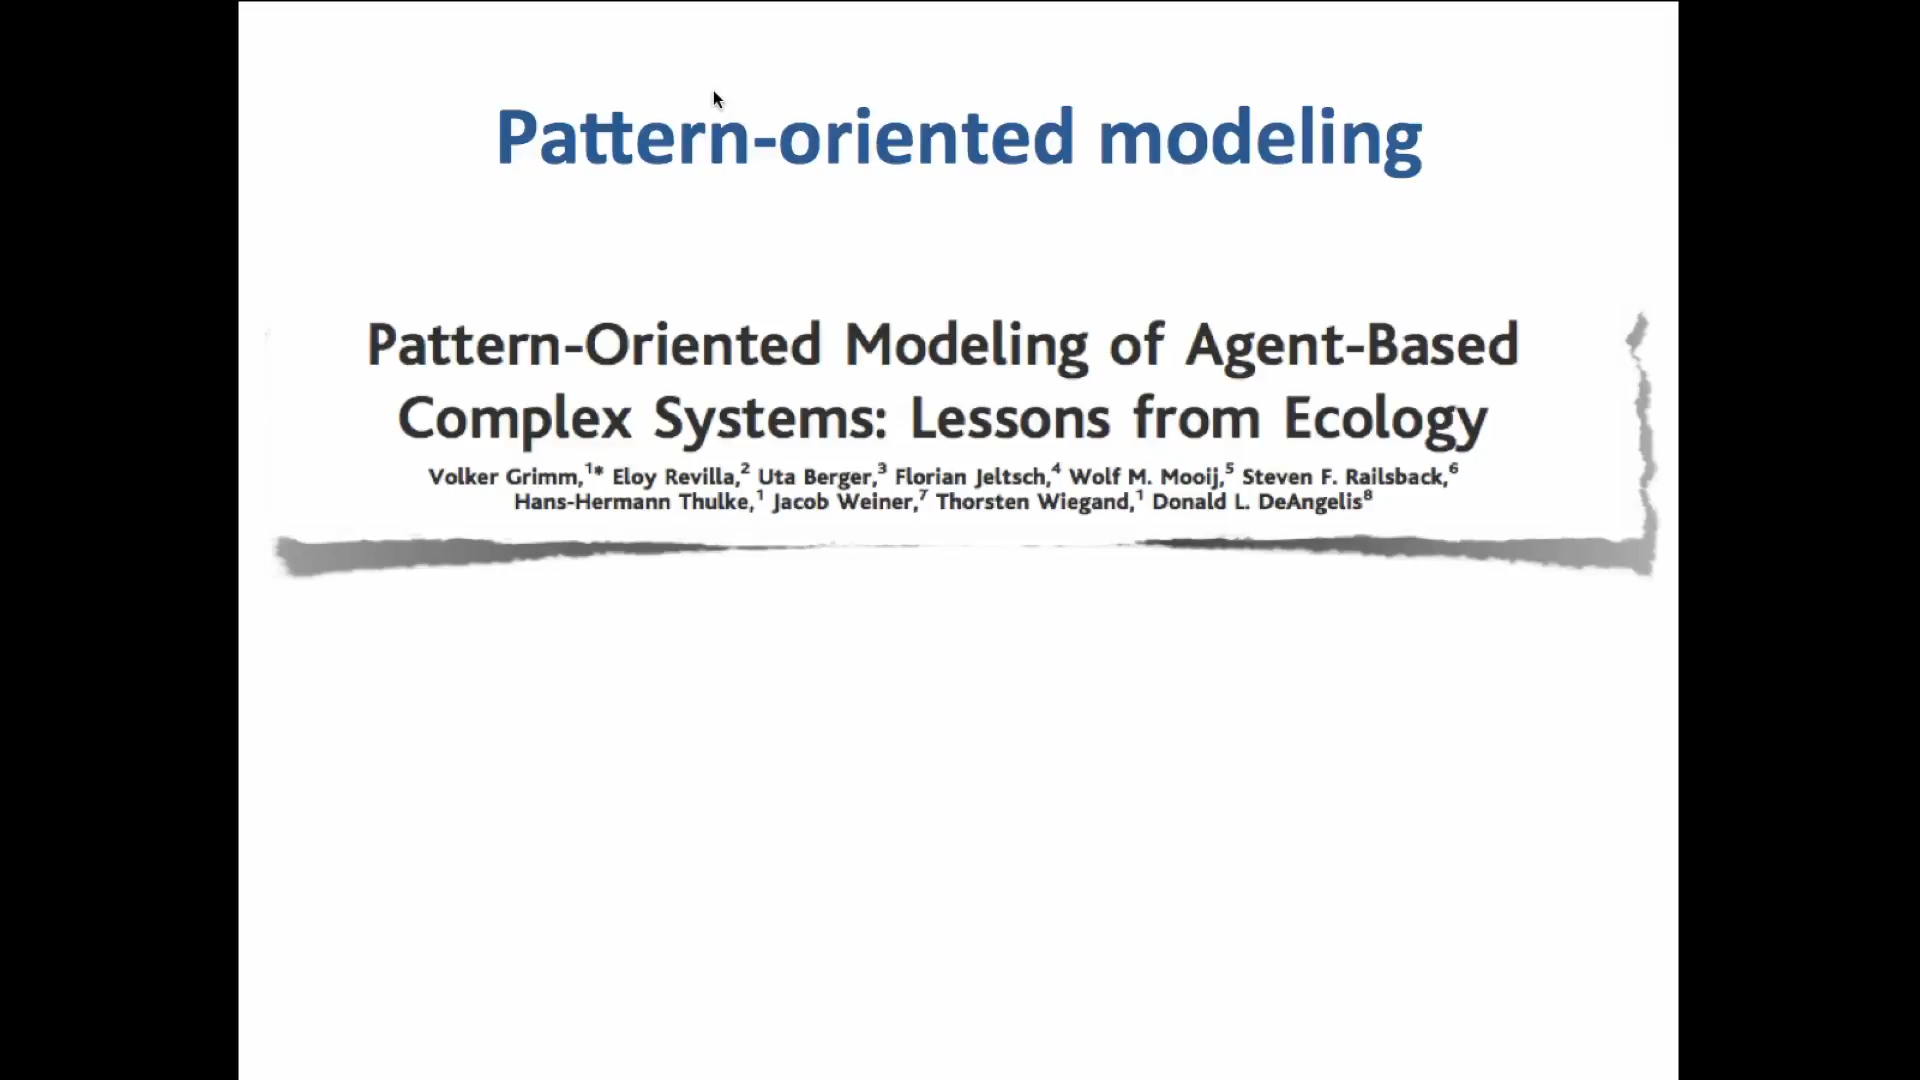 Pattern-oriented modeling
Pattern-Oriented Modeling of Agent-Based
Complex Systems: Lessons from Ecology
Volker Grimm,¹* Eloy Revilla,² Uta Berger,³ Florian Jeltsch,⁴ Wolf M. Mooij,⁵ Steven F. Railsback,⁶
Hans-Hermann Thulke,¹ Jacob Weiner,⁷ Thorsten Wiegand,¹ Donald L. DeAngelis⁸